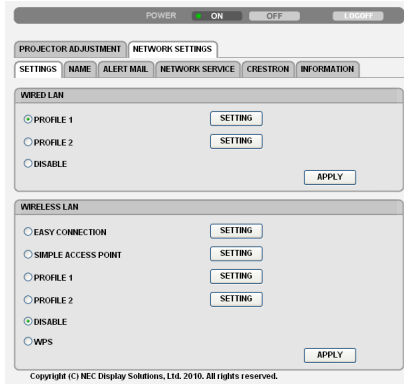 POWER ON OFF LOGOFF
PROJECTOR ADJUSTMENT NETWORK SETTINGS
SETTINGS NAME ALERT MAIL NETWORK SERVICE CRESTRON INFORMATION
WIRED LAN
PROFILE 1 SETTING
PROFILE 2 SETTING
DISABLE
APPLY
WIRELESS LAN
EASY CONNECTION SETTING
SIMPLE ACCESS POINT SETTING
PROFILE 1 SETTING
PROFILE 2 SETTING
DISABLE
WPS
APPLY
Copyright (C) NEC Display Solutions, Ltd. 2010. All rights reserved.